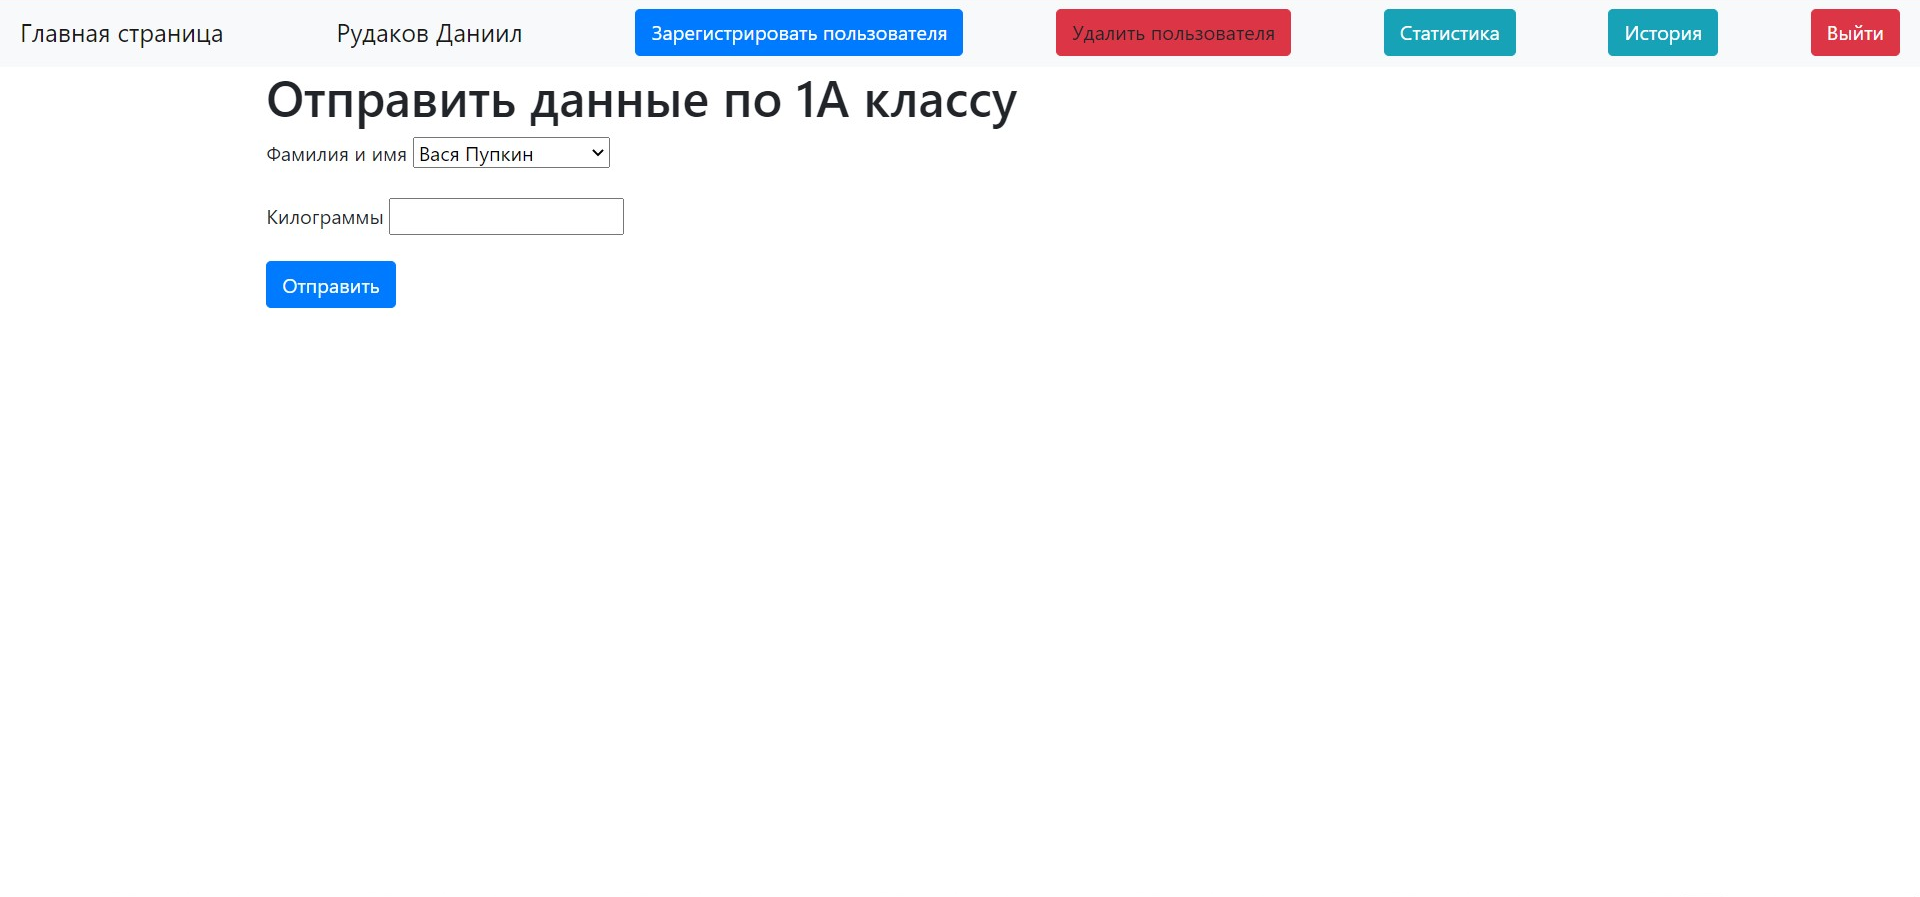 Главная страница Рудаков Даниил Зарегистрировать пользователя Удалить пользователя Статистика История Выйти
Отправить данные по 1А классу
Фамилия и имя Вася Пупкин
Килограммы
Отправить